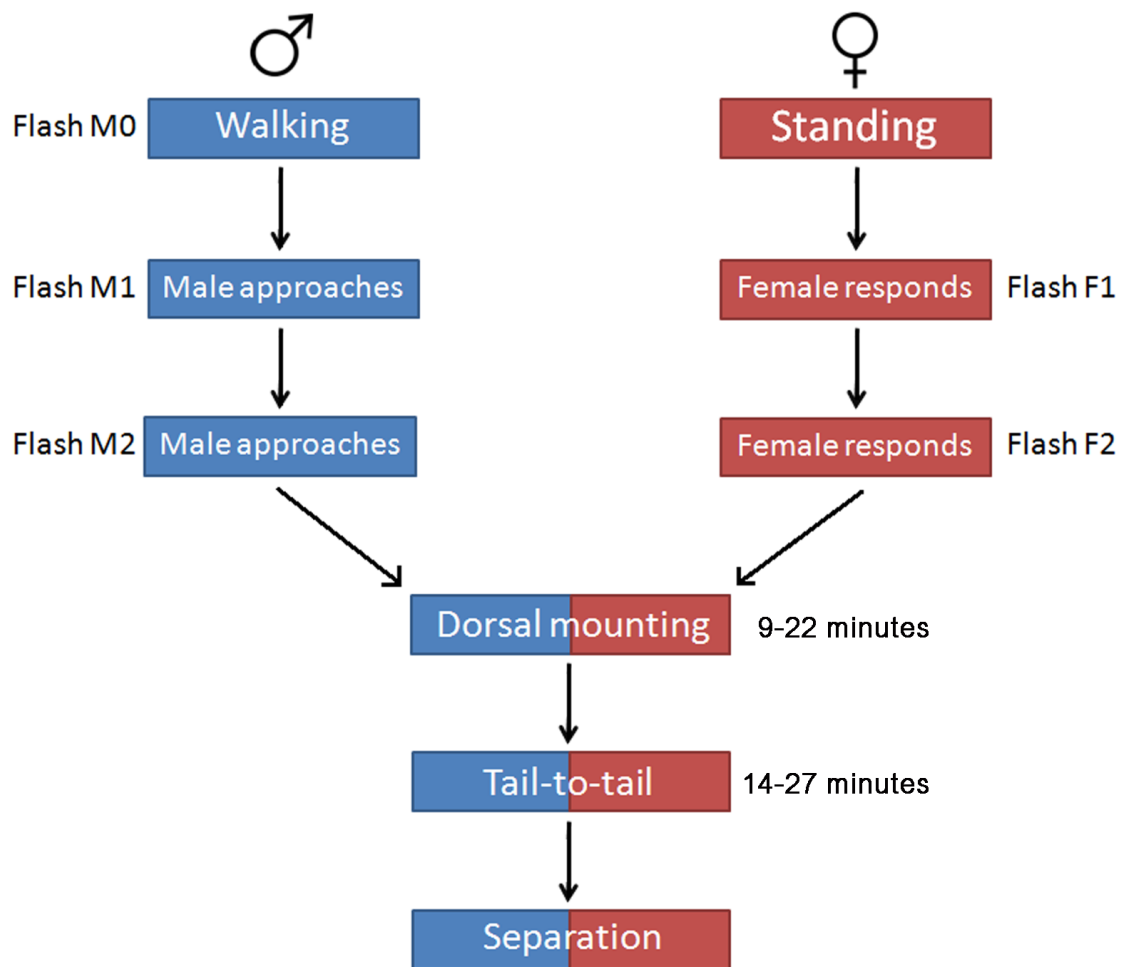 Flash M0
Walking
Standing
Flash M1
Male approaches
Female responds
Flash F1
Flash M2
Male approaches
Female responds
Flash F2
Dorsal mounting
9-22 minutes
Tail-to-tail
14-27 minutes
Separation